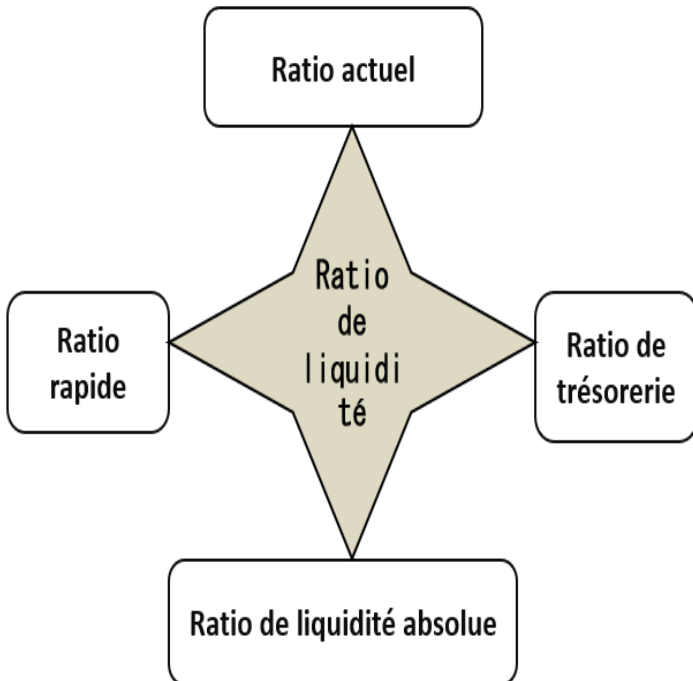 Ratio actuel
Ratio
de
liquidi
té
Ratio
rapide
Ratio de
trésorerie
Ratio de liquidité absolue